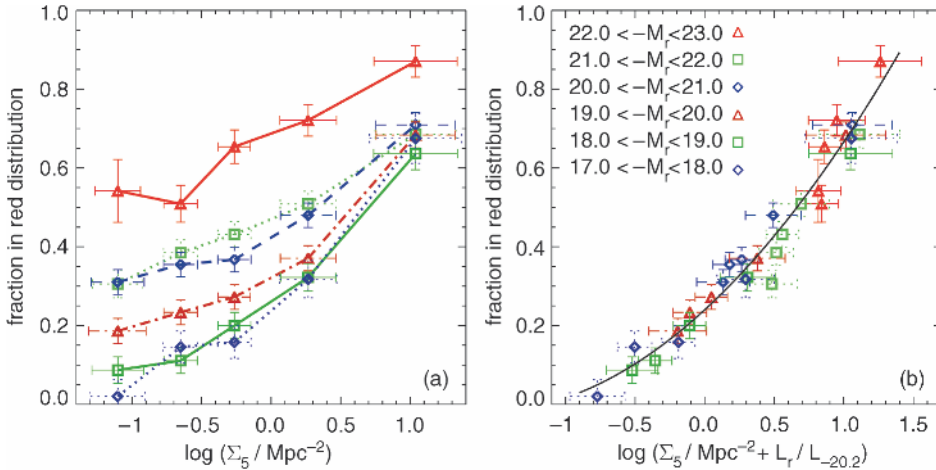 fraction in red distribution
1.0
0.8
0.6
0.4
0.2
0.0
−1.0 −0.5 0.0 0.5 1.0
log (Σ₅ / Mpc⁻²)
(a)
fraction in red distribution
1.0
0.8
0.6
0.4
0.2
0.0
22.0 <−Mᵣ<23.0
21.0 <−Mᵣ<22.0
20.0 <−Mᵣ<21.0
19.0 <−Mᵣ<20.0
18.0 <−Mᵣ<19.0
17.0 <−Mᵣ<18.0
(b)
−1.0 −0.5 0.0 0.5 1.0 1.5
log (Σ₅ / Mpc⁻² + Lᵣ / L₋₂₀.₂)